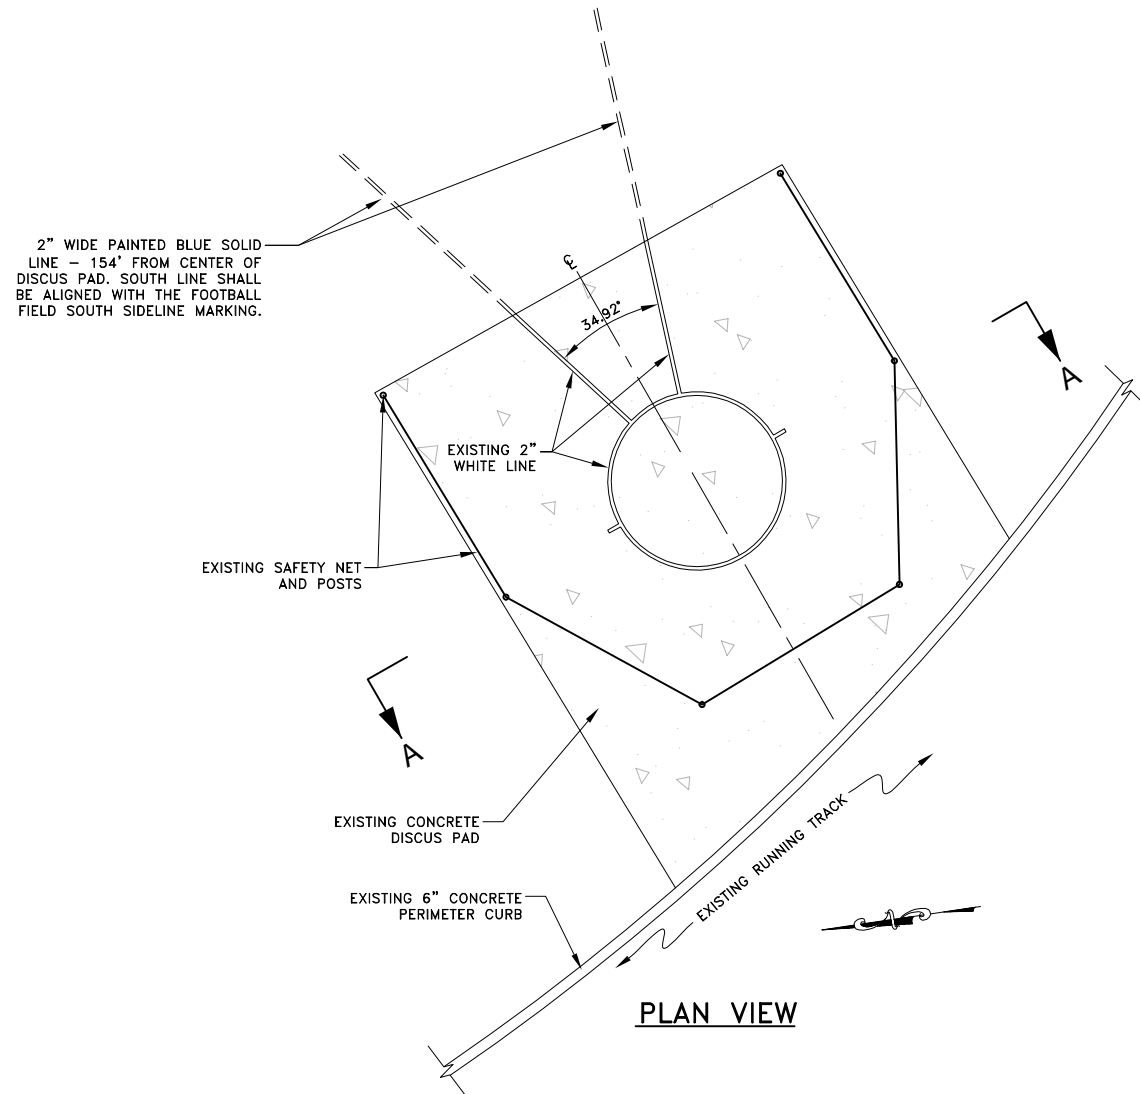 2” WIDE PAINTED BLUE SOLID
LINE – 154’ FROM CENTER OF
DISCUS PAD. SOUTH LINE SHALL
BE ALIGNED WITH THE FOOTBALL
FIELD SOUTH SIDELINE MARKING.
℄
34.92°
A
EXISTING 2”
WHITE LINE
EXISTING SAFETY NET
AND POSTS
A
EXISTING CONCRETE
DISCUS PAD
EXISTING RUNNING TRACK
EXISTING 6” CONCRETE
PERIMETER CURB
PLAN VIEW